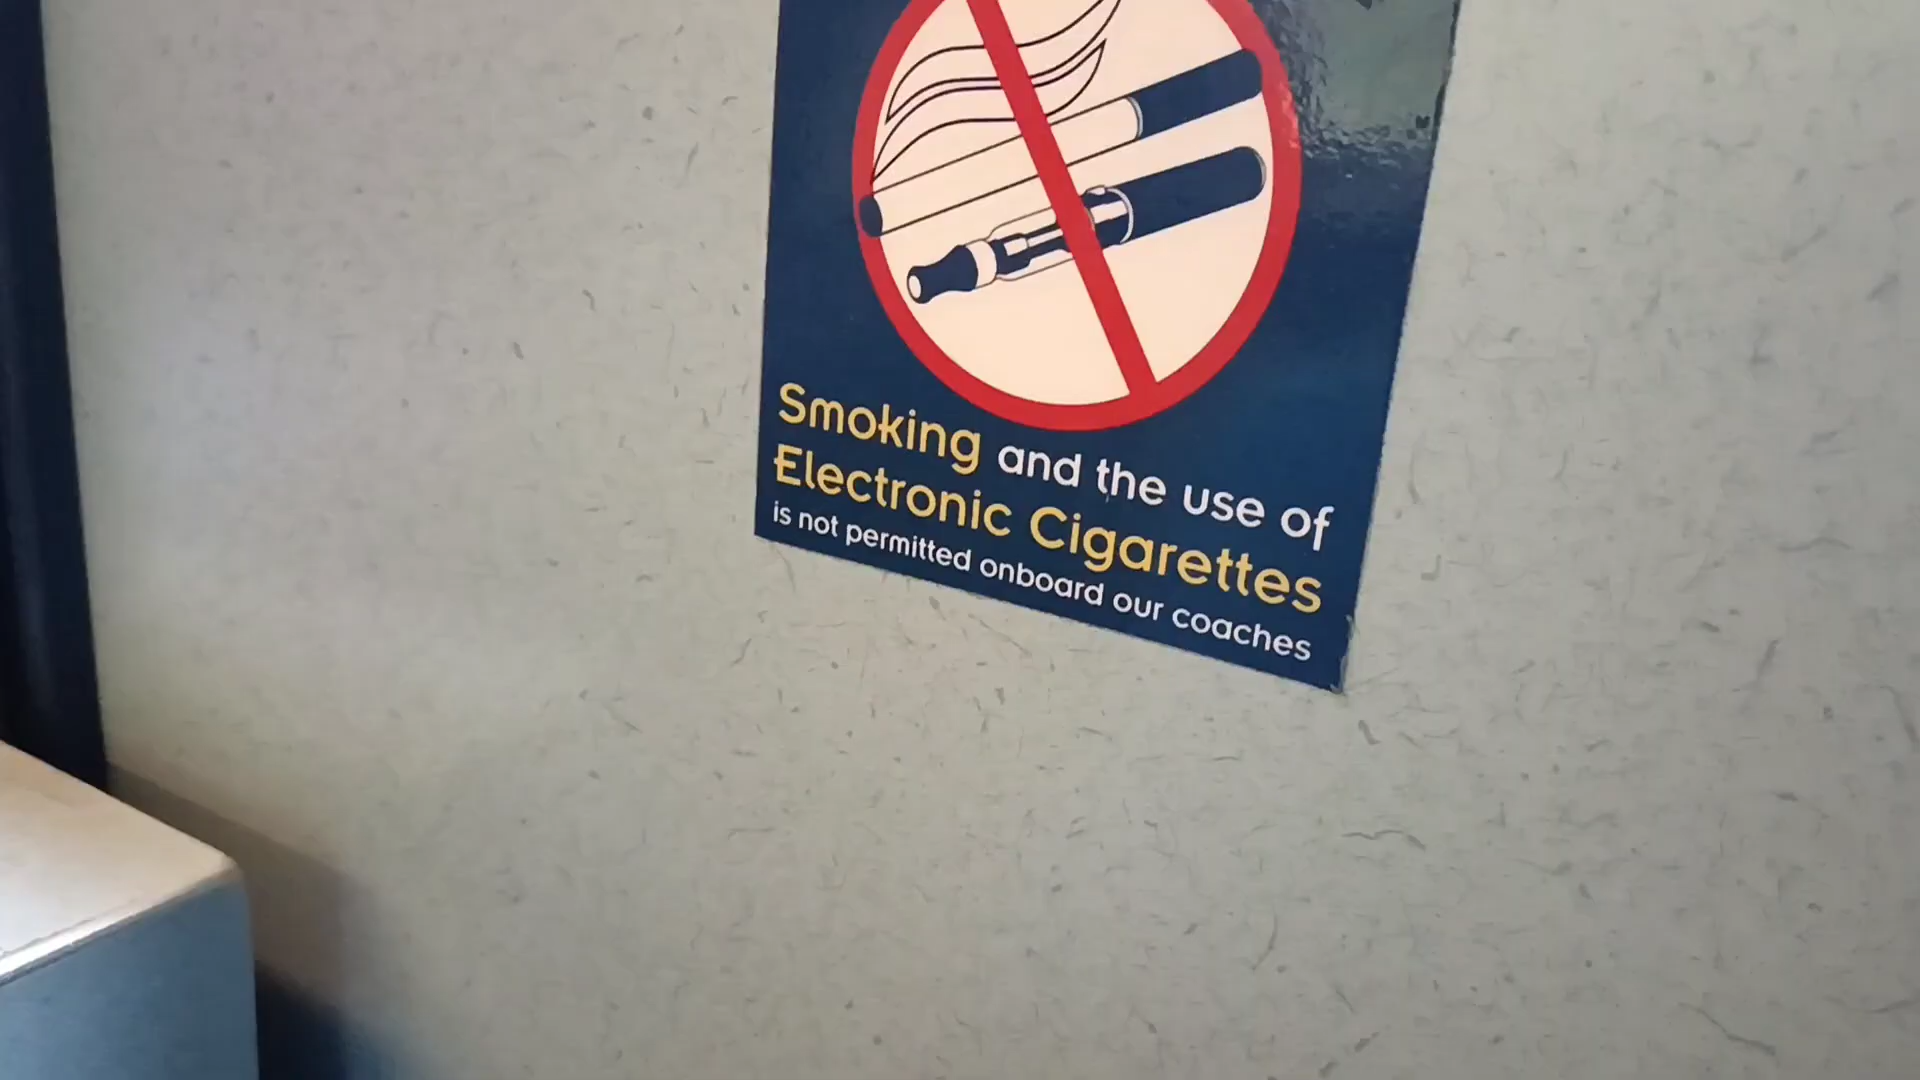 Smoking and the use of
Electronic Cigarettes
is not permitted onboard our coaches